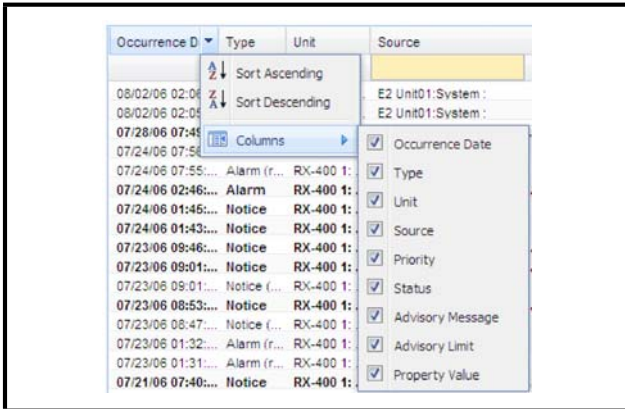 Occurrence D Type Unit Source
Sort Ascending
Sort Descending
Columns
08/02/06 02:06 E2 Unit01:System :
08/02/06 02:05 E2 Unit01:System :
07/28/06 07:45
07/24/06 07:56
07/24/06 07:55:... Alarm (r... RX-400 1: .
07/24/06 02:46:... Alarm RX-400 1: .
07/24/06 01:45:... Notice RX-400 1: .
07/24/06 01:43:... Notice RX-400 1: .
07/23/06 09:46:... Notice RX-400 1: .
07/23/06 09:01:... Notice RX-400 1: .
07/23/06 09:01:... Notice (... RX-400 1: .
07/23/06 08:53:... Notice RX-400 1: .
07/23/06 08:47:... Notice (... RX-400 1: .
07/23/06 01:32:... Alarm (r... RX-400 1: .
07/23/06 01:31:... Alarm (r... RX-400 1: .
07/21/06 07:40:... Notice RX-400 1: .
Occurrence Date
Type
Unit
Source
Priority
Status
Advisory Message
Advisory Limit
Property Value